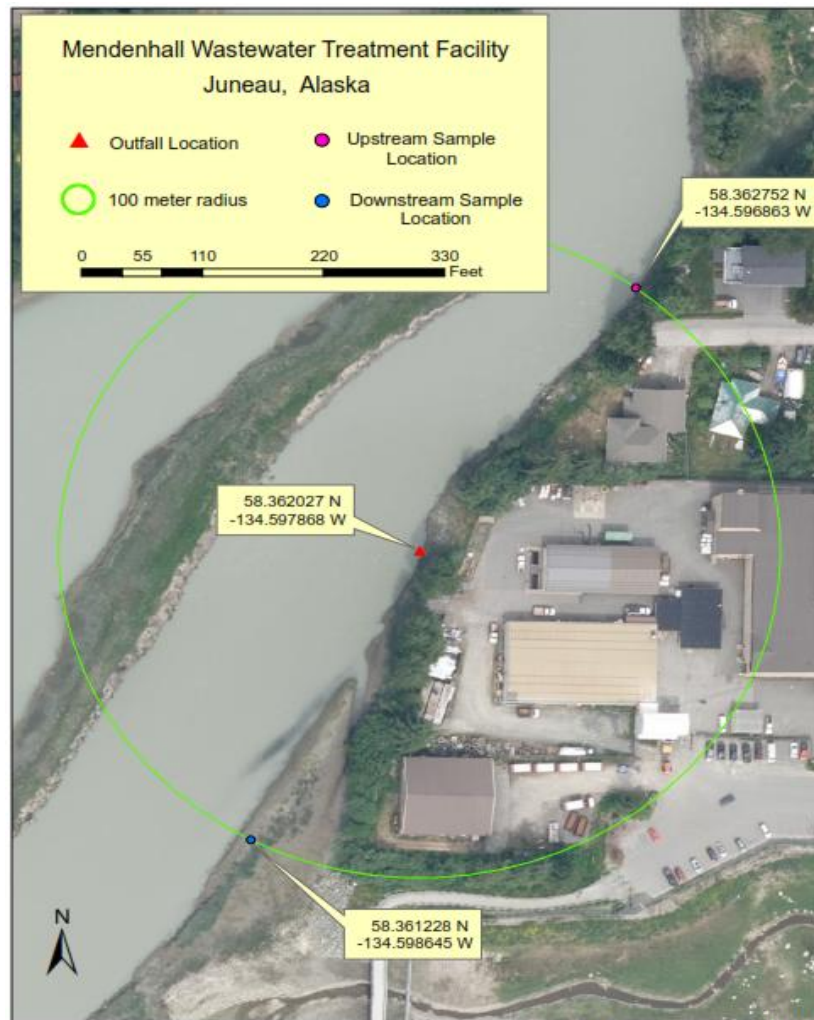 Mendenhall Wastewater Treatment Facility
Juneau, Alaska
Outfall Location
Upstream Sample
Location
100 meter radius
Downstream Sample
Location
0 55 110 220 330
Feet
58.362752 N
-134.596863 W
58.362027 N
-134.597868 W
58.361228 N
-134.598645 W
N